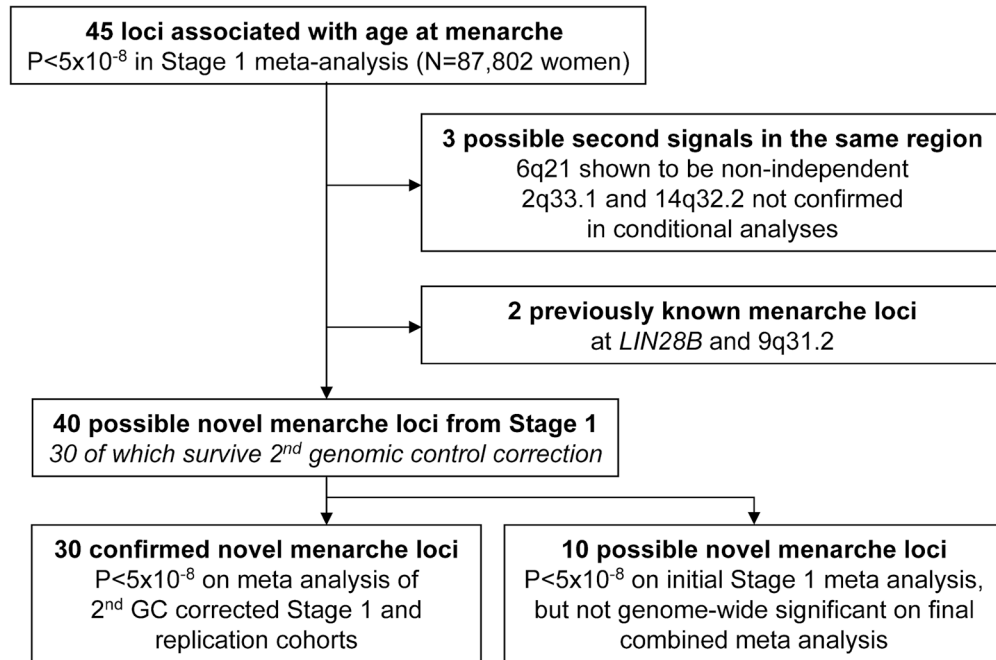 45 loci associated with age at menarche
P<5x10⁻⁸ in Stage 1 meta-analysis (N=87,802 women)
3 possible second signals in the same region
6q21 shown to be non-independent
2q33.1 and 14q32.2 not confirmed
in conditional analyses
2 previously known menarche loci
at LIN28B and 9q31.2
40 possible novel menarche loci from Stage 1
30 of which survive 2ⁿᵈ genomic control correction
30 confirmed novel menarche loci
P<5x10⁻⁸ on meta analysis of
2ⁿᵈ GC corrected Stage 1 and
replication cohorts
10 possible novel menarche loci
P<5x10⁻⁸ on initial Stage 1 meta analysis,
but not genome-wide significant on final
combined meta analysis